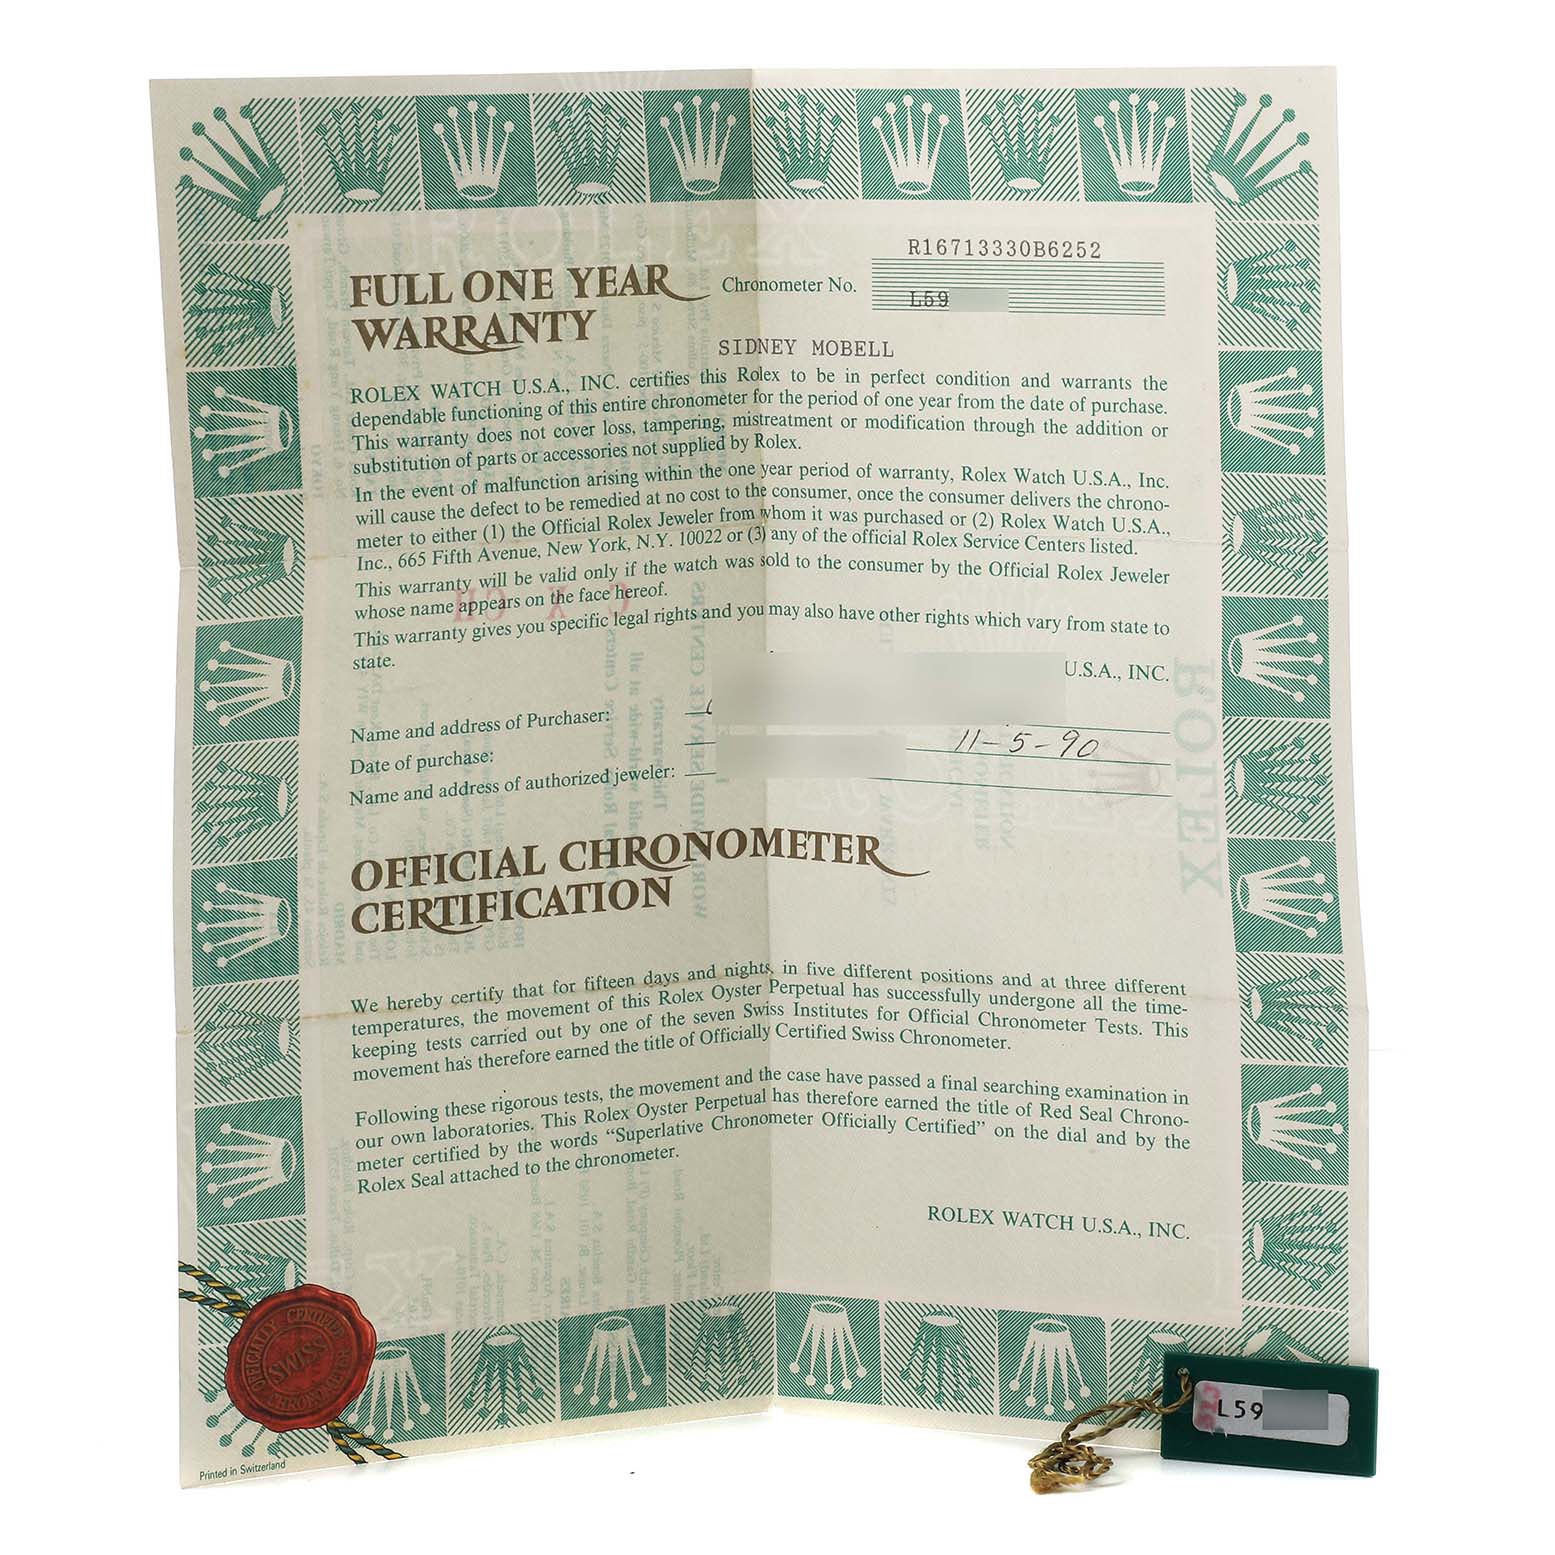 R16713330B6252
FULL ONE YEAR
WARRANTY
Chronometer No.
L59
SIDNEY MOBELL
ROLEX WATCH U.S.A., INC. certifies this Rolex to be in perfect condition and warrants the
dependable functioning of this entire chronometer for the period of one year from the date of purchase.
This warranty does not cover loss, tampering, mistreatment or modification through the addition or
substitution of parts or accessories not supplied by Rolex.
In the event of malfunction arising within the one year period of warranty, Rolex Watch U.S.A., Inc.
will cause the defect to be remedied at no cost to the consumer, once the consumer delivers the chrono-
meter to either (1) the Official Rolex Jeweler from whom it was purchased or (2) Rolex Watch U.S.A.,
Inc., 665 Fifth Avenue, New York, N.Y. 10022 or (3) any of the official Rolex Service Centers listed.
This warranty will be valid only if the watch was sold to the consumer by the Official Rolex Jeweler
whose name appears on the face hereof.
This warranty gives you specific legal rights and you may also have other rights which vary from state to
state.
U.S.A., INC.
Name and address of Purchaser:
Date of purchase: 11-5-90
Name and address of authorized jeweler:
OFFICIAL CHRONOMETER
CERTIFICATION
We hereby certify that for fifteen days and nights, in five different positions and at three different
temperatures, the movement of this Rolex Oyster Perpetual has successfully undergone all the time-
keeping tests carried out by one of the seven Swiss Institutes for Official Chronometer Tests. This
movement has therefore earned the title of Officially Certified Swiss Chronometer.
Following these rigorous tests, the movement and the case have passed a final searching examination in
our own laboratories. This Rolex Oyster Perpetual has therefore earned the title of Red Seal Chrono-
meter certified by the words “Superlative Chronometer Officially Certified” on the dial and by the
Rolex Seal attached to the chronometer.
ROLEX WATCH U.S.A., INC.
OFFICIALLY CERTIFIED
SWISS
CHRONOMETER
L59
Printed in Switzerland